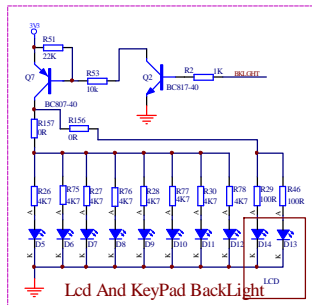 3V3
R51
22K
Q7
R53
10k
Q2
R2
1K
BKLGHT
BC807-40
BC817-40
R157
0R
R156
0R
R26
4K7
R75
4K7
R27
4K7
R76
4K7
R28
4K7
R77
4K7
R30
4K7
R78
4K7
R29
100R
R46
100R
A A A A A A A A A A
D5 D6 D7 D8 D9 D10 D11 D12 D14 D13
K K K K K K K K K K
LCD
Lcd And KeyPad BackLight